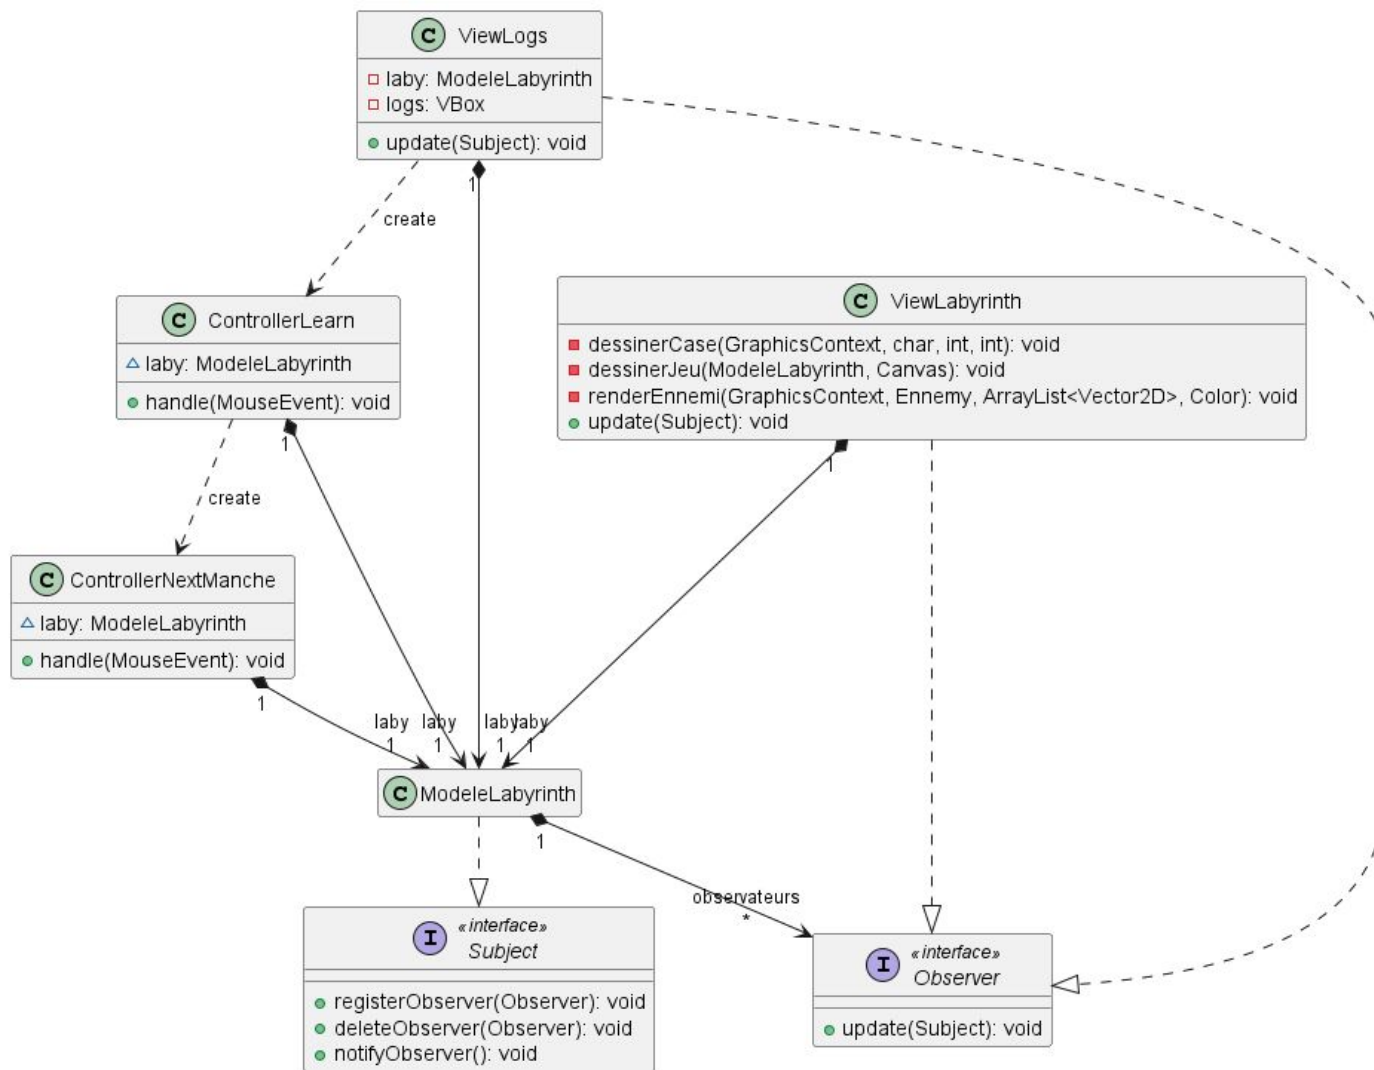 C ViewLogs
laby: ModeleLabyrinth
logs: VBox
update(Subject): void
1
create
C ControllerLearn
laby: ModeleLabyrinth
handle(MouseEvent): void
1
C ViewLabyrinth
dessinerCase(GraphicsContext, char, int, int): void
dessinerJeu(ModeleLabyrinth, Canvas): void
renderEnnemi(GraphicsContext, Ennemy, ArrayList<Vector2D>, Color): void
update(Subject): void
1
create
C ControllerNextManche
laby: ModeleLabyrinth
handle(MouseEvent): void
1
laby laby laby laby
1 1 1 1
C ModeleLabyrinth
1
observateurs
*
I «interface»
Subject
registerObserver(Observer): void
deleteObserver(Observer): void
notifyObserver(): void
I «interface»
Observer
update(Subject): void